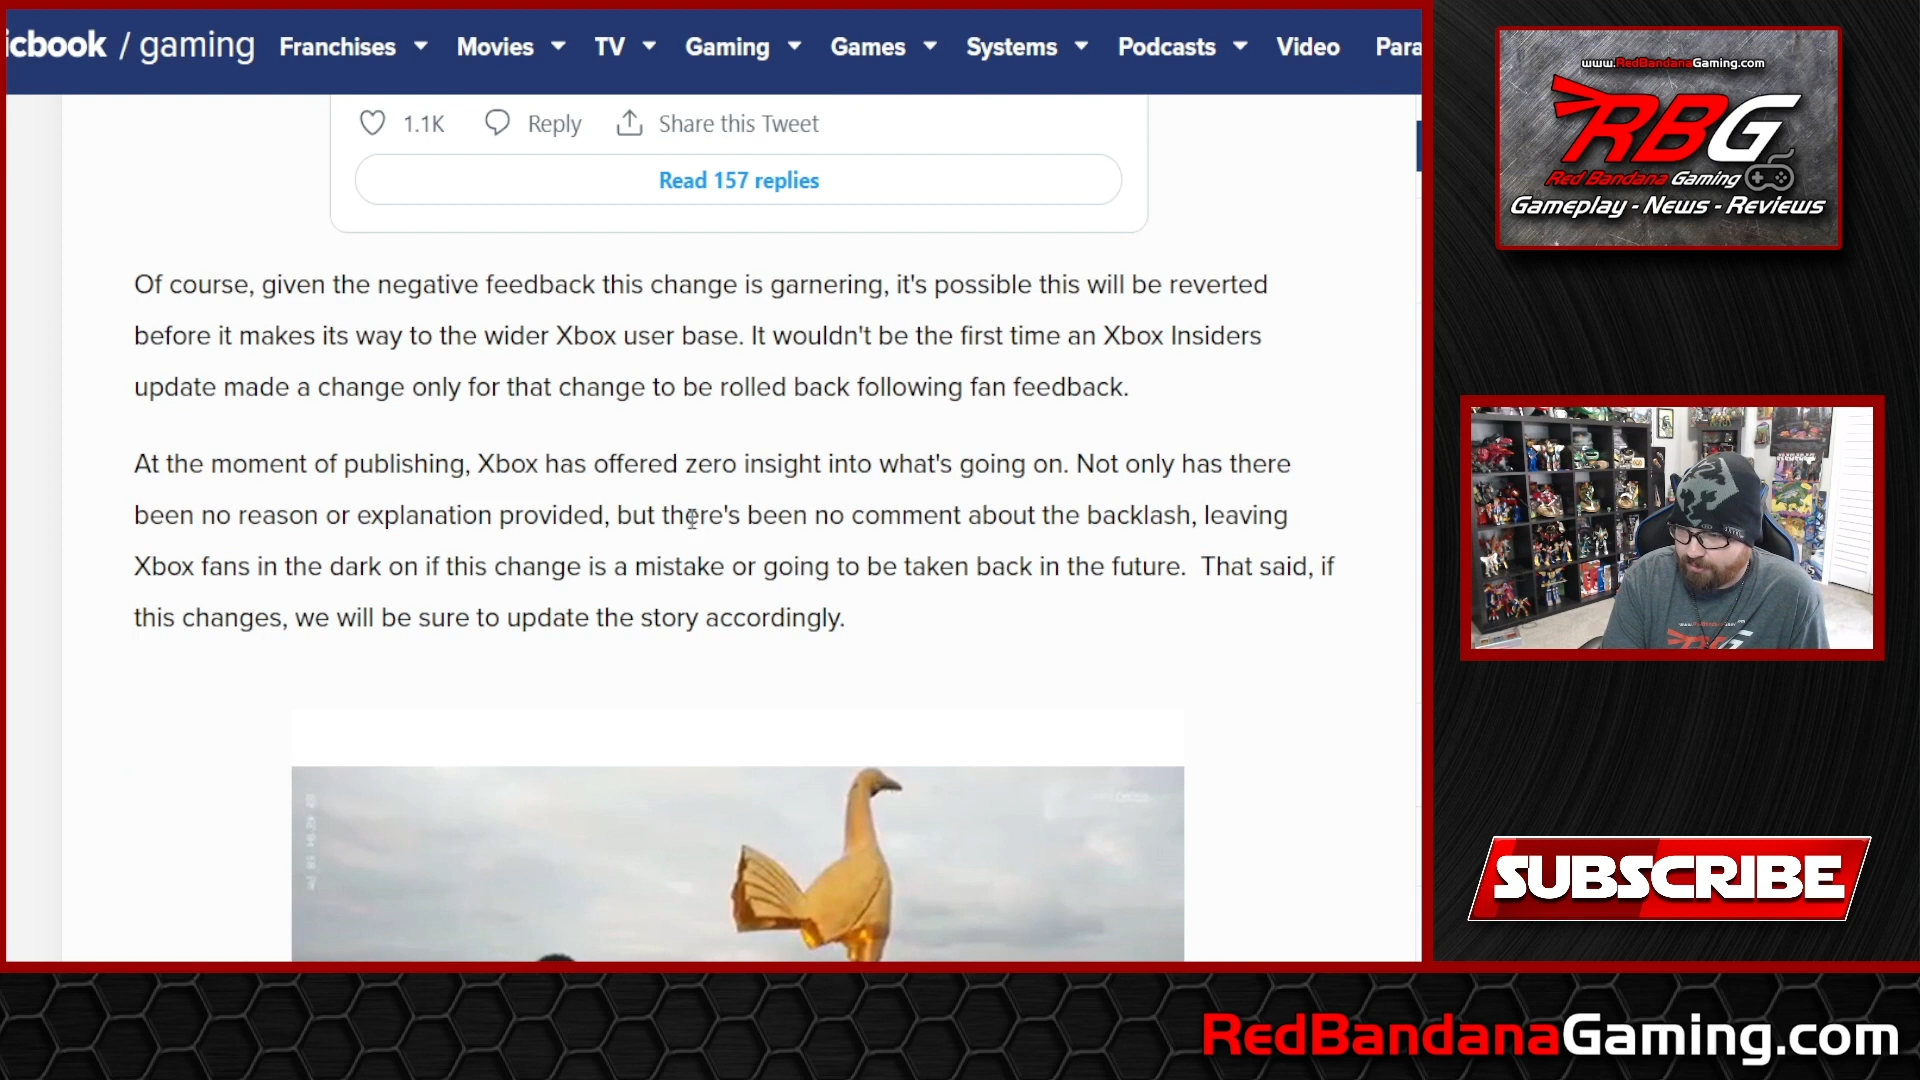 icbook / gaming Franchises Movies TV Gaming Games Systems Podcasts Video Para
1.1K Reply Share this Tweet
Read 157 replies
Of course, given the negative feedback this change is garnering, it's possible this will be reverted
before it makes its way to the wider Xbox user base. It wouldn't be the first time an Xbox Insiders
update made a change only for that change to be rolled back following fan feedback.
At the moment of publishing, Xbox has offered zero insight into what's going on. Not only has there
been no reason or explanation provided, but there's been no comment about the backlash, leaving
Xbox fans in the dark on if this change is a mistake or going to be taken back in the future.  That said, if
this changes, we will be sure to update the story accordingly.
www.RedBandanaGaming.com
RBG
Red Bandana Gaming
Gameplay - News - Reviews
SUBSCRIBE
RedBandanaGaming.com